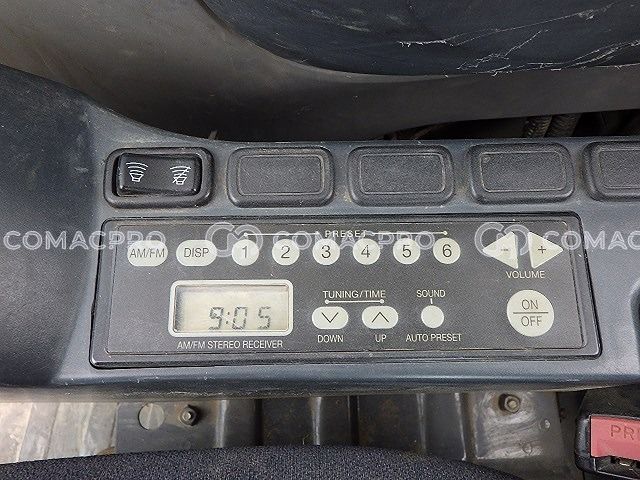 PRESET
COMACPRO COMACPRO COMACPRO
AM/FM DISP 1 2 3 4 5 6 - +
VOLUME
TUNING/TIME SOUND
9:05
ON
OFF
DOWN UP AUTO PRESET
AM/FM STEREO RECEIVER